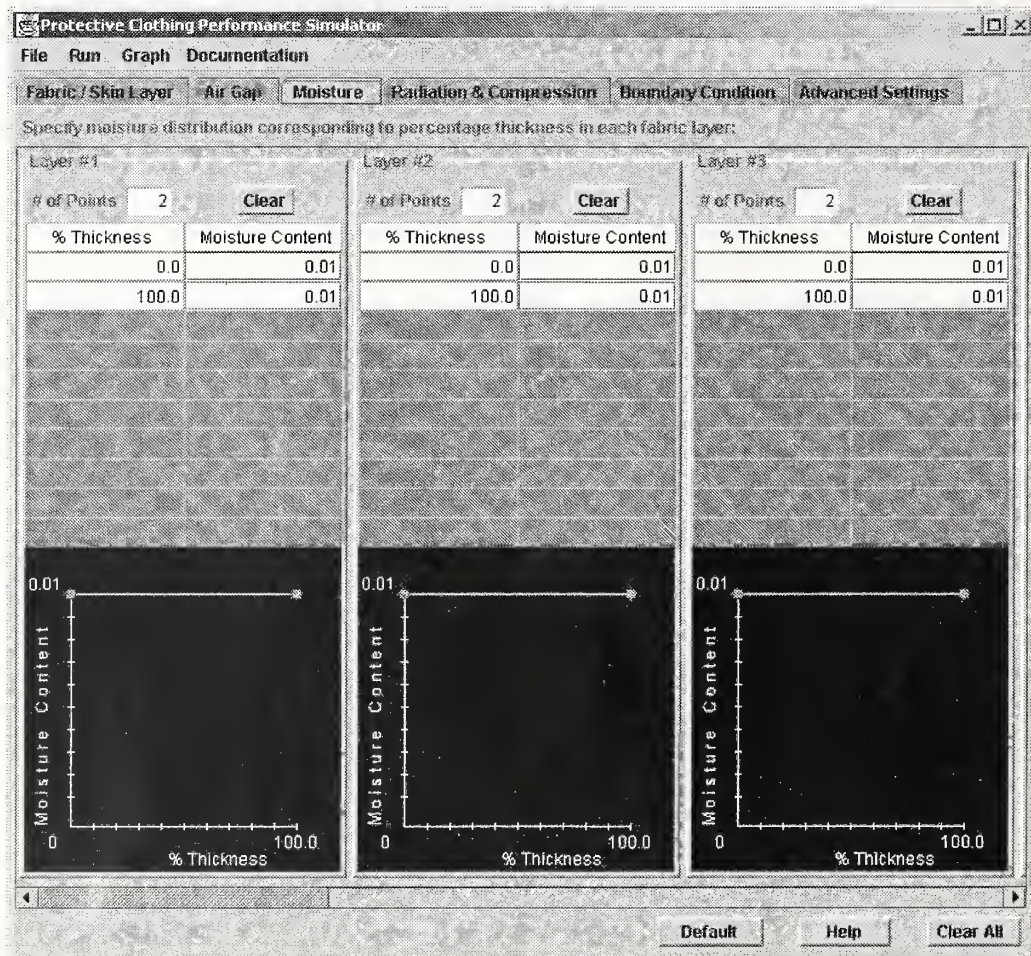 Protective Clothing Performance Simulator
File Run Graph Documentation
Fabric / Skin Layer Air Gap Moisture Radiation & Compression Boundary Condition Advanced Settings
Specify moisture distribution corresponding to percentage thickness in each fabric layer:
Layer #1 Layer #2 Layer #3
# of Points 2 Clear # of Points 2 Clear # of Points 2 Clear
% Thickness Moisture Content % Thickness Moisture Content % Thickness Moisture Content
0.0 0.01 0.0 0.01 0.0 0.01
100.0 0.01 100.0 0.01 100.0 0.01
0.01 0.01 0.01
Moisture Content Moisture Content Moisture Content
0 100.0 0 100.0 0 100.0
% Thickness % Thickness % Thickness
Default Help Clear All